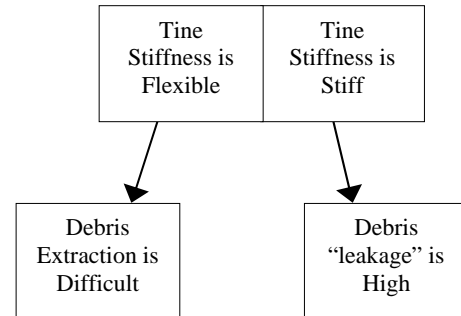 Tine
Stiffness is
Flexible
Tine
Stiffness is
Stiff
Debris
Extraction is
Difficult
Debris
“leakage” is
High